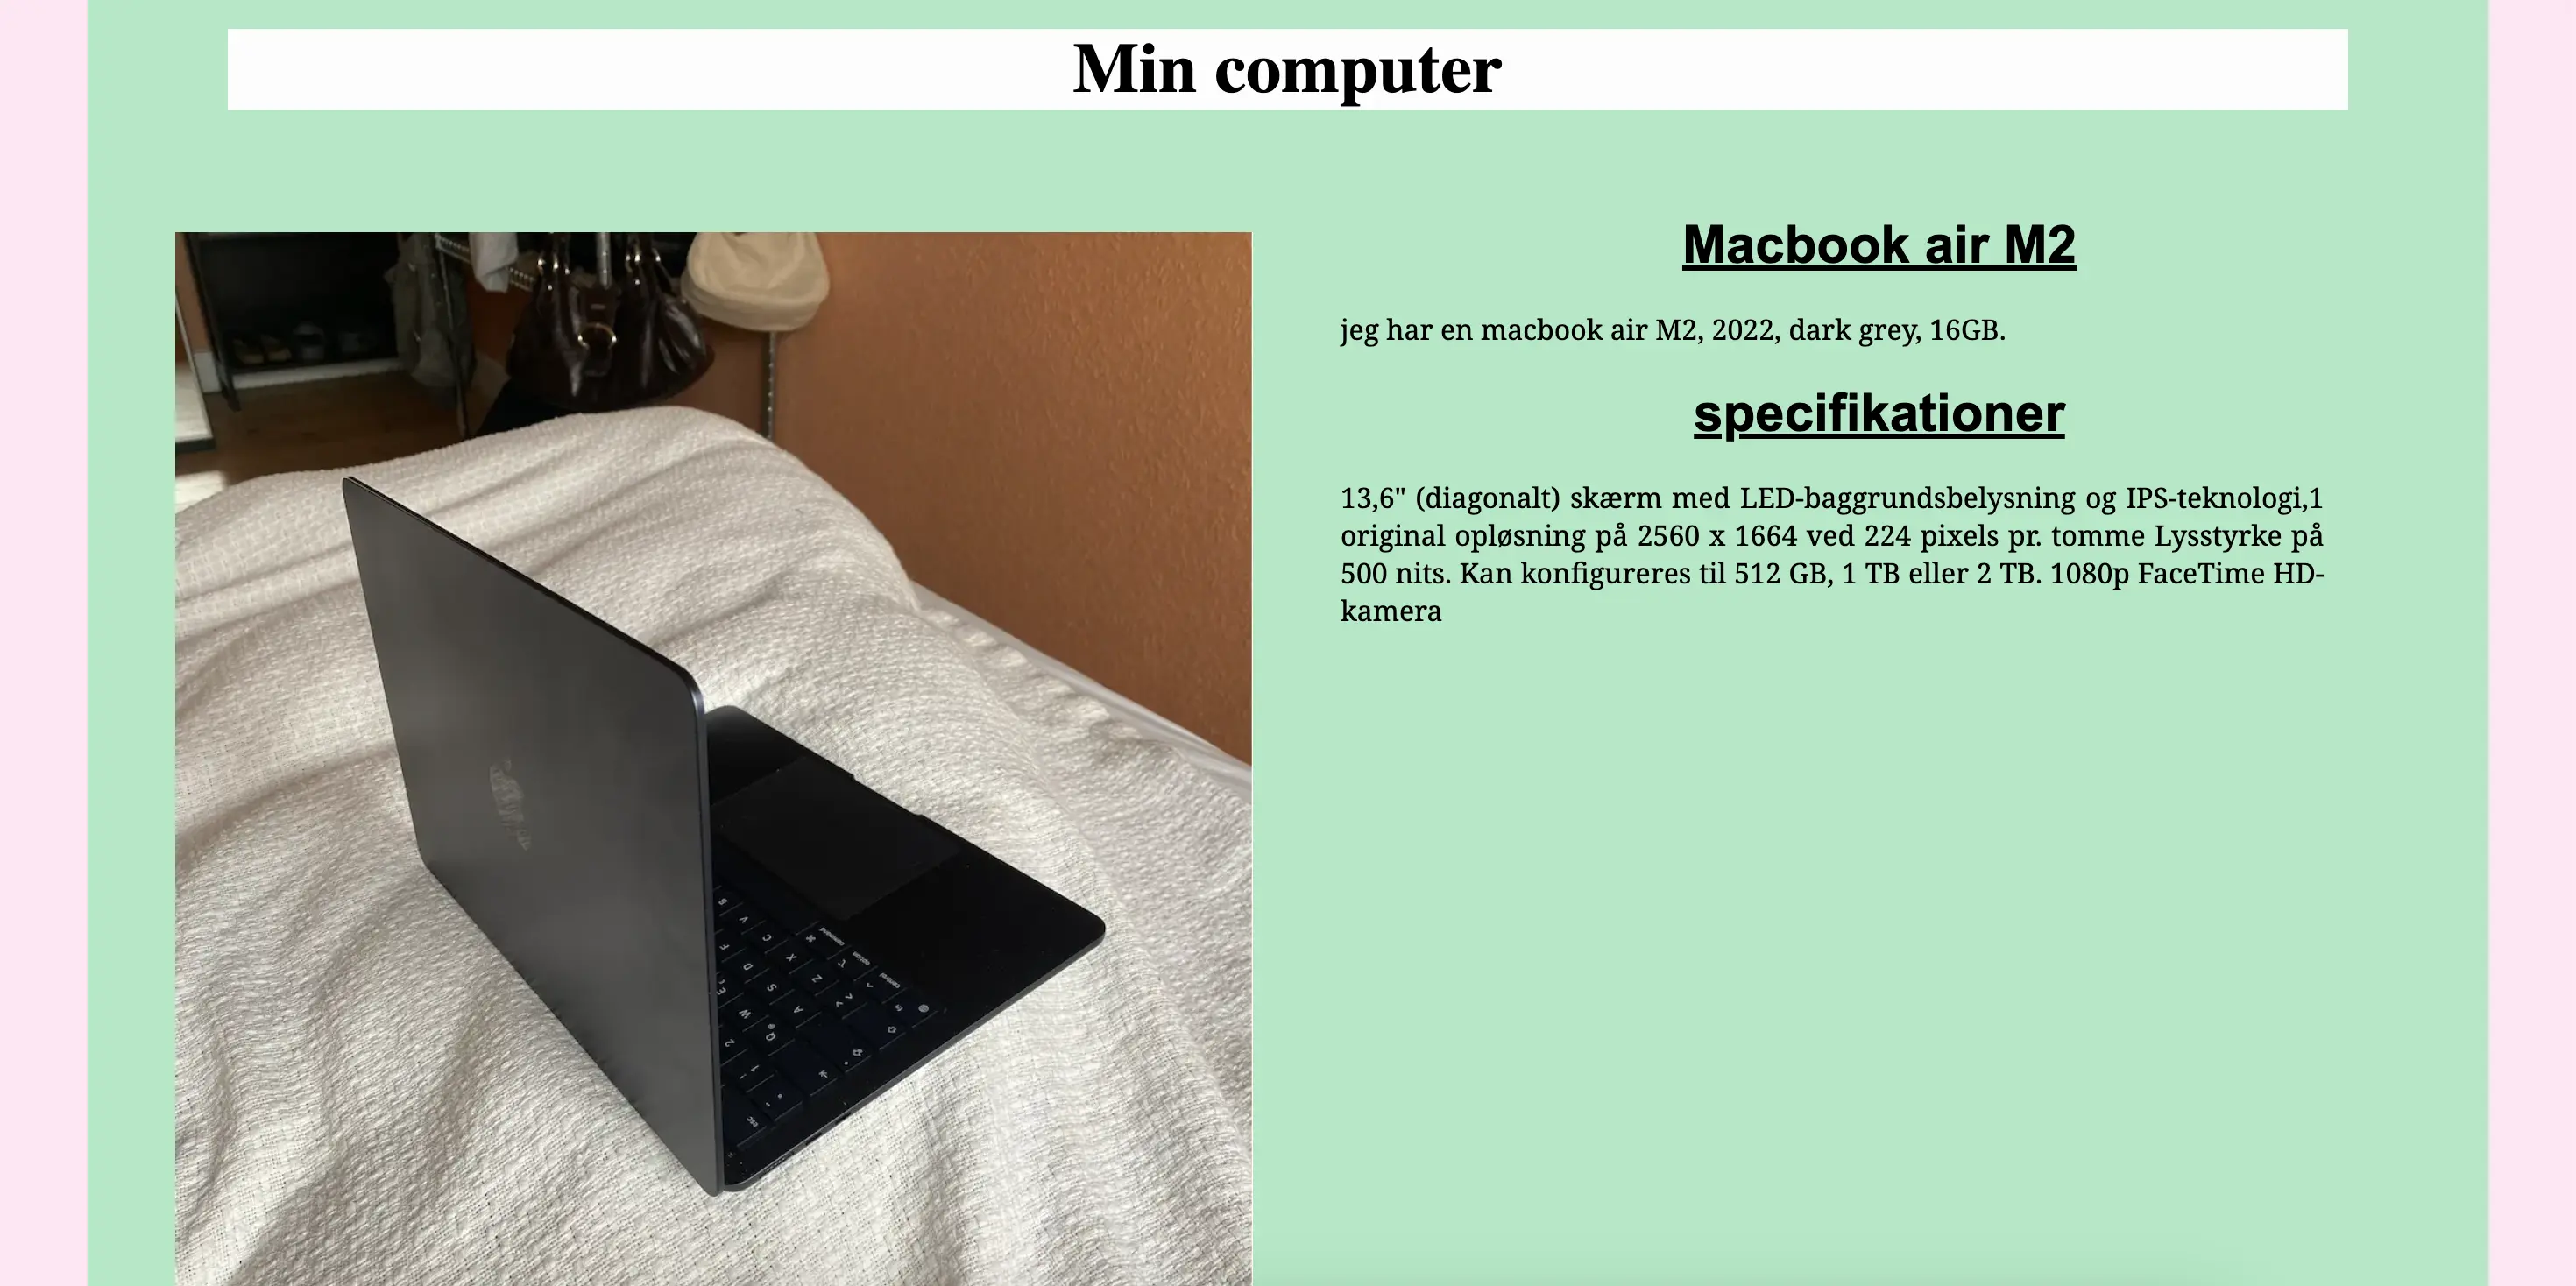 Min computer
Macbook air M2
jeg har en macbook air M2, 2022, dark grey, 16GB.
specifikationer
13,6" (diagonalt) skærm med LED-baggrundsbelysning og IPS-teknologi,1
original opløsning på 2560 x 1664 ved 224 pixels pr. tomme Lysstyrke på
500 nits. Kan konfigureres til 512 GB, 1 TB eller 2 TB. 1080p FaceTime HD-
kamera